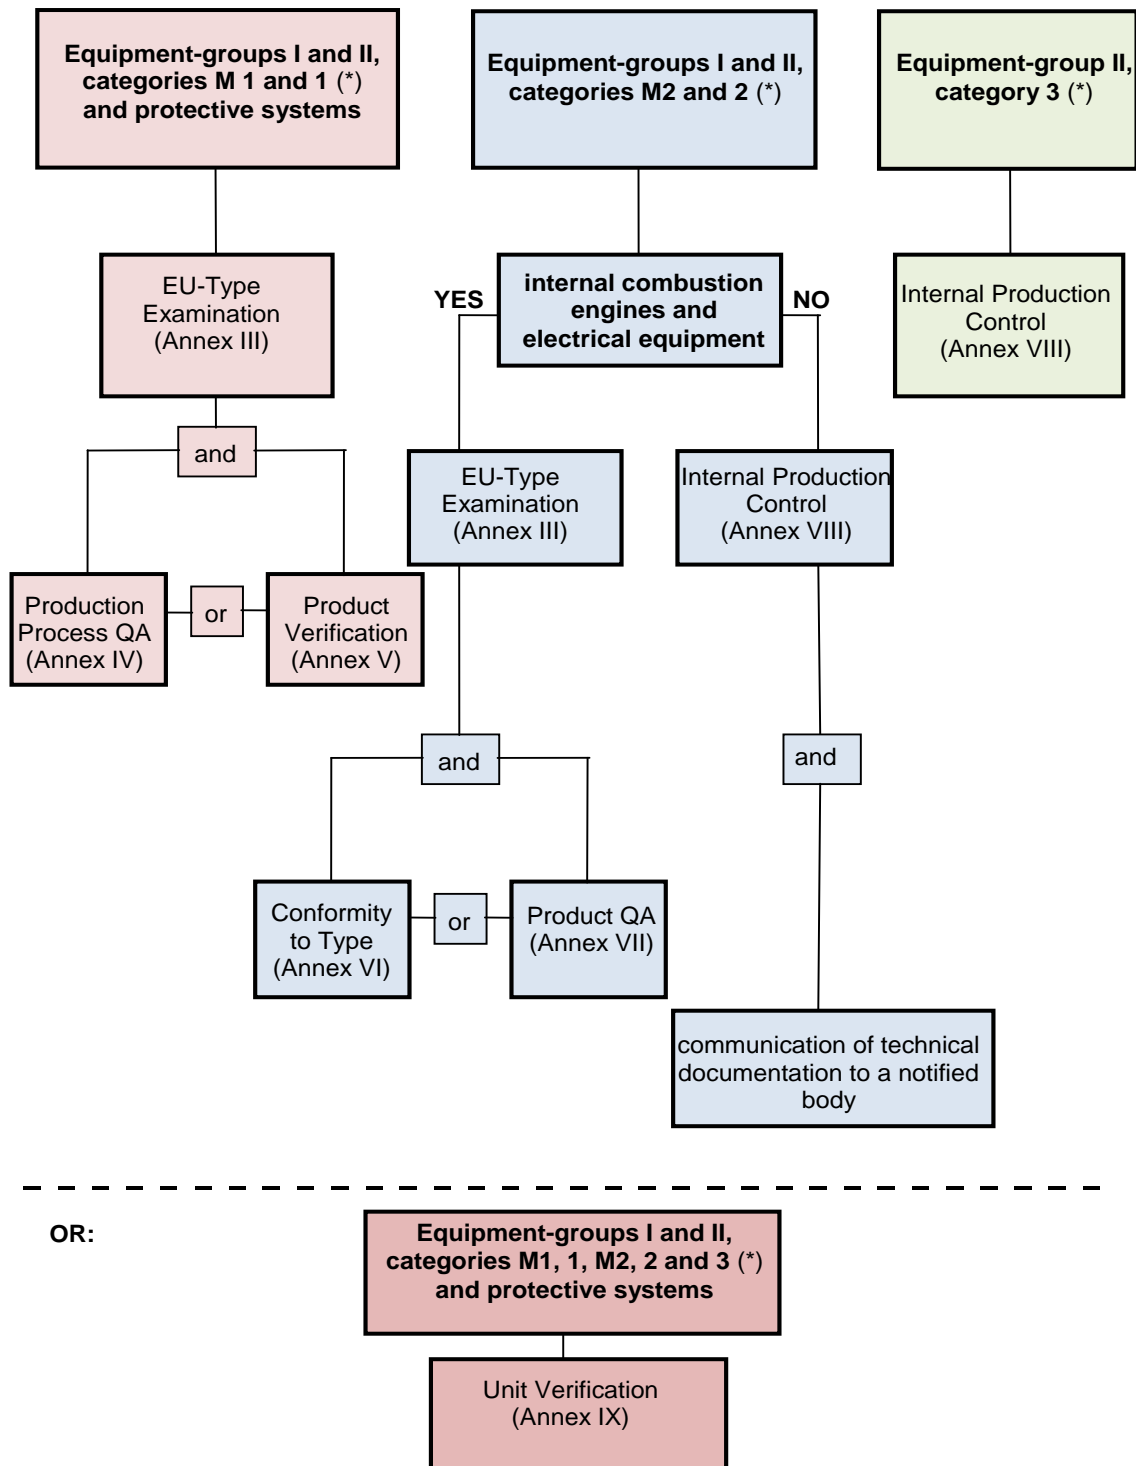 Equipment-groups I and II,
categories M 1 and 1 (*)
and protective systems
Equipment-groups I and II,
categories M2 and 2 (*)
Equipment-group II,
category 3 (*)
EU-Type
Examination
(Annex III)
YES
internal combustion
engines and
electrical equipment
NO
Internal Production
Control
(Annex VIII)
and
EU-Type
Examination
(Annex III)
Internal Production
Control
(Annex VIII)
Production
Process QA
(Annex IV)
or
Product
Verification
(Annex V)
and
and
Conformity
to Type
(Annex VI)
or
Product QA
(Annex VII)
communication of technical
documentation to a notified
body
OR:
Equipment-groups I and II,
categories M1, 1, M2, 2 and 3 (*)
and protective systems
Unit Verification
(Annex IX)